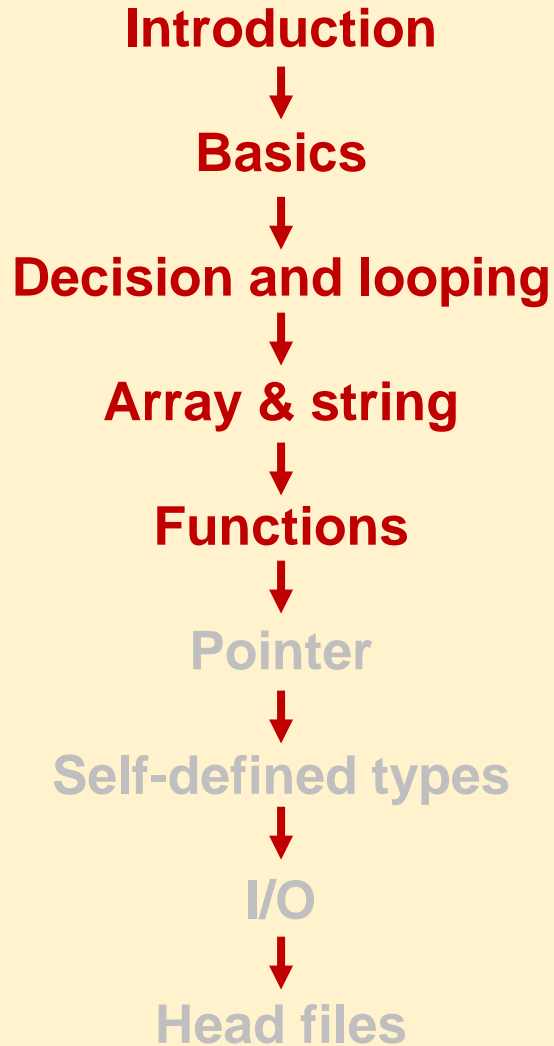 Introduction
Basics
Decision and looping
Array & string
Functions
Pointer
Self-defined types
I/O
Head files